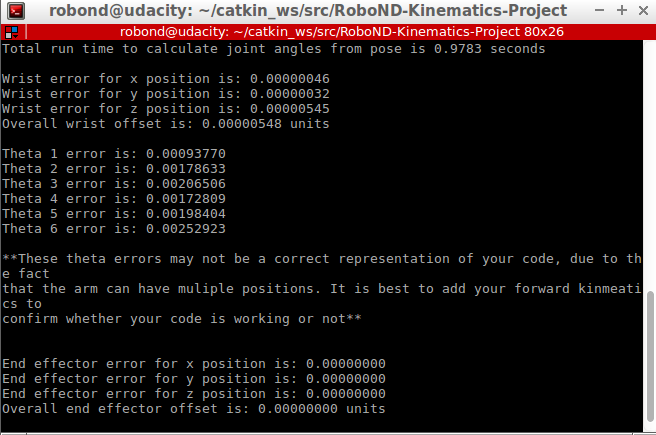 robond@udacity: ~/catkin_ws/src/RoboND-Kinematics-Project
robond@udacity: ~/catkin_ws/src/RoboND-Kinematics-Project 80x26
Total run time to calculate joint angles from pose is 0.9783 seconds
Wrist error for x position is: 0.00000046
Wrist error for y position is: 0.00000032
Wrist error for z position is: 0.00000545
Overall wrist offset is: 0.00000548 units
Theta 1 error is: 0.00093770
Theta 2 error is: 0.00178633
Theta 3 error is: 0.00206506
Theta 4 error is: 0.00172809
Theta 5 error is: 0.00198404
Theta 6 error is: 0.00252923
**These theta errors may not be a correct representation of your code, due to th
e fact
that the arm can have muliple positions. It is best to add your forward kinmeati
cs to
confirm whether your code is working or not**
End effector error for x position is: 0.00000000
End effector error for y position is: 0.00000000
End effector error for z position is: 0.00000000
Overall end effector offset is: 0.00000000 units